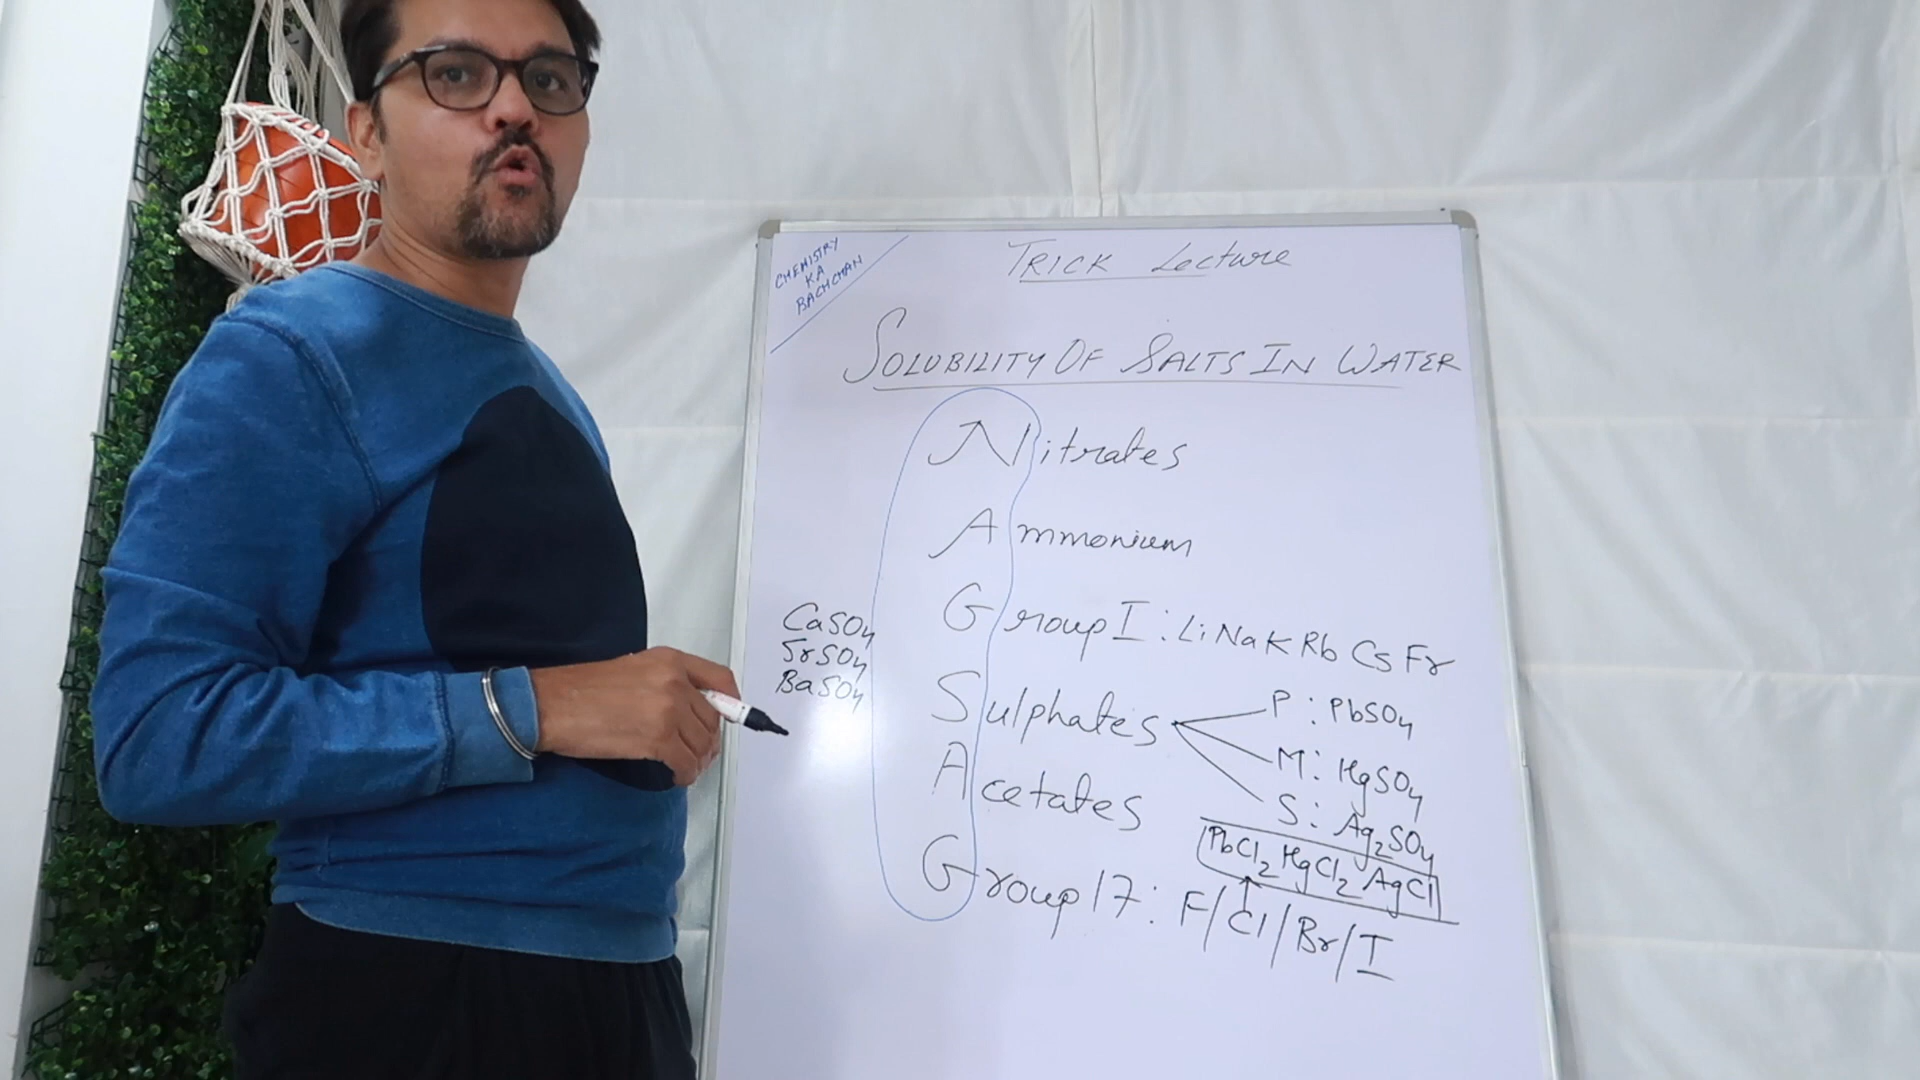 CHEMISTRY
KA
BACHCHAN
TRICK Lecture
SOLUBILITY OF SALTS IN WATER
Nitrates
Ammonium
Group I : Li Na K Rb Cs Fr
CaSO4
SrSO4
BaSO4
Sulphates
P : PbSO4
M : HgSO4
S : Ag2SO4
Acetates
PbCl2 HgCl2 AgCl
Group 17 : F/Cl/Br/I